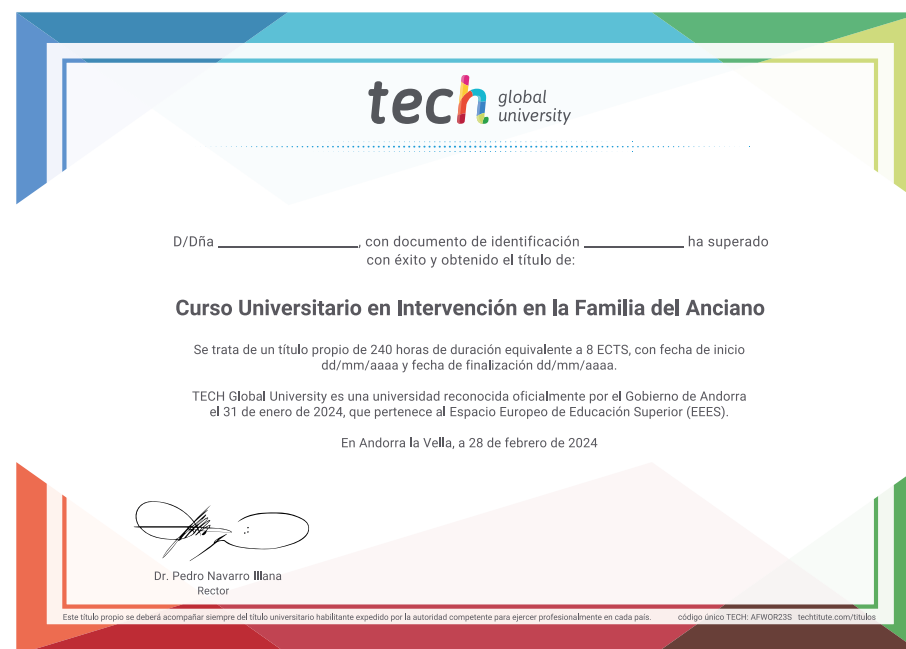 tech global university
D/Dña ____________, con documento de identificación ____________ ha superado
con éxito y obtenido el título de:
Curso Universitario en Intervención en la Familia del Anciano
Se trata de un título propio de 240 horas de duración equivalente a 8 ECTS, con fecha de inicio
dd/mm/aaaa y fecha de finalización dd/mm/aaaa.
TECH Global University es una universidad reconocida oficialmente por el Gobierno de Andorra
el 31 de enero de 2024, que pertenece al Espacio Europeo de Educación Superior (EEES).
En Andorra la Vella, a 28 de febrero de 2024
Dr. Pedro Navarro Illana
Rector
Este título propio se deberá acompañar siempre del título universitario habilitante expedido por la autoridad competente para ejercer profesionalmente en cada país. código único TECH: AFWOR23S techtitute.com/titulos